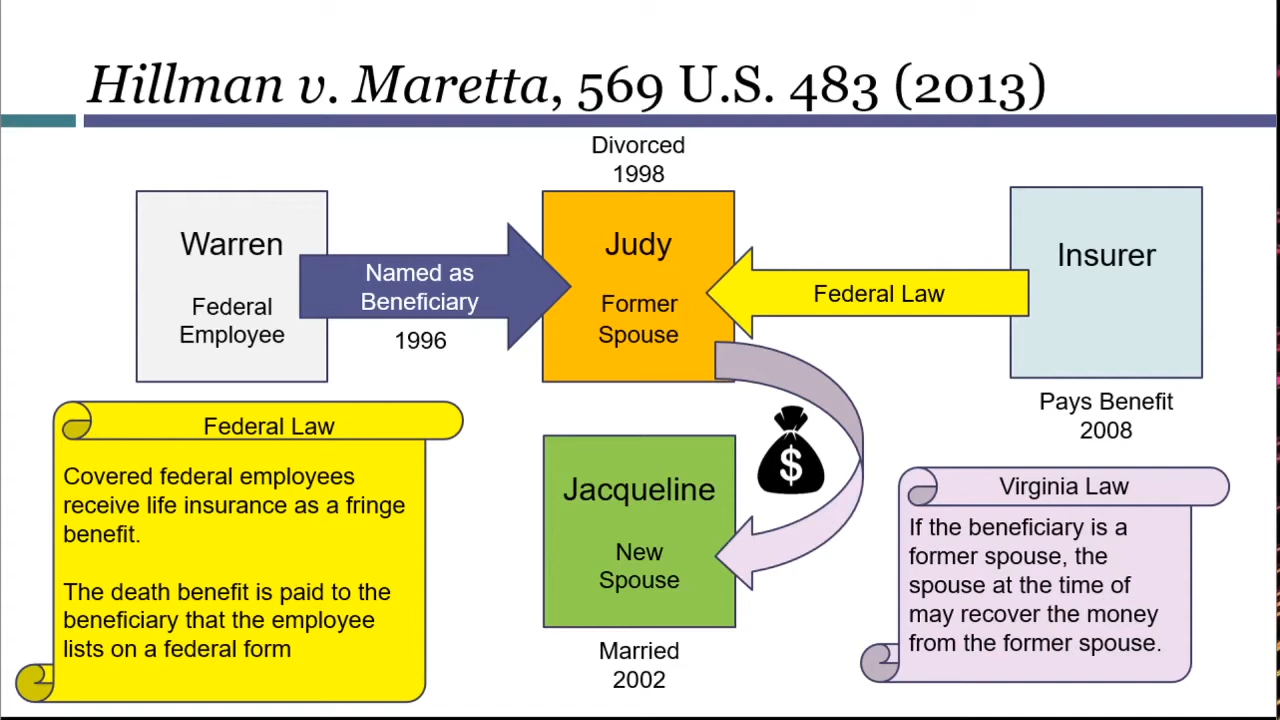 Hillman v. Maretta, 569 U.S. 483 (2013)
Divorced
1998
Warren
Federal
Employee
Named as
Beneficiary
1996
Judy
Former
Spouse
Federal Law
Insurer
Pays Benefit
2008
Federal Law
Covered federal employees
receive life insurance as a fringe
benefit.
The death benefit is paid to the
beneficiary that the employee
lists on a federal form
Jacqueline
New
Spouse
Married
2002
$
Virginia Law
If the beneficiary is a
former spouse, the
spouse at the time of
may recover the money
from the former spouse.